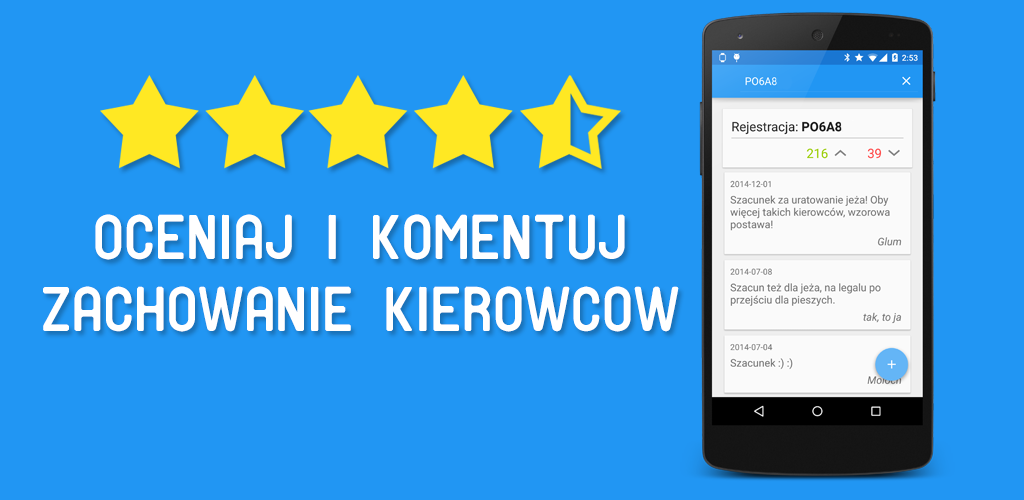 OCENIAJ I KOMENTUJ
ZACHOWANIE KIEROWCOW
2:53
PO6A8
Rejestracja: PO6A8
216 39
2014-12-01
Szacunek za uratowanie jeża! Oby
więcej takich kierowców, wzorowa
postawa!
Glum
2014-07-08
Szacun też dla jeża, na legalu po
przejściu dla pieszych.
tak, to ja
2014-07-04
Szacunek :) :)
Moloch